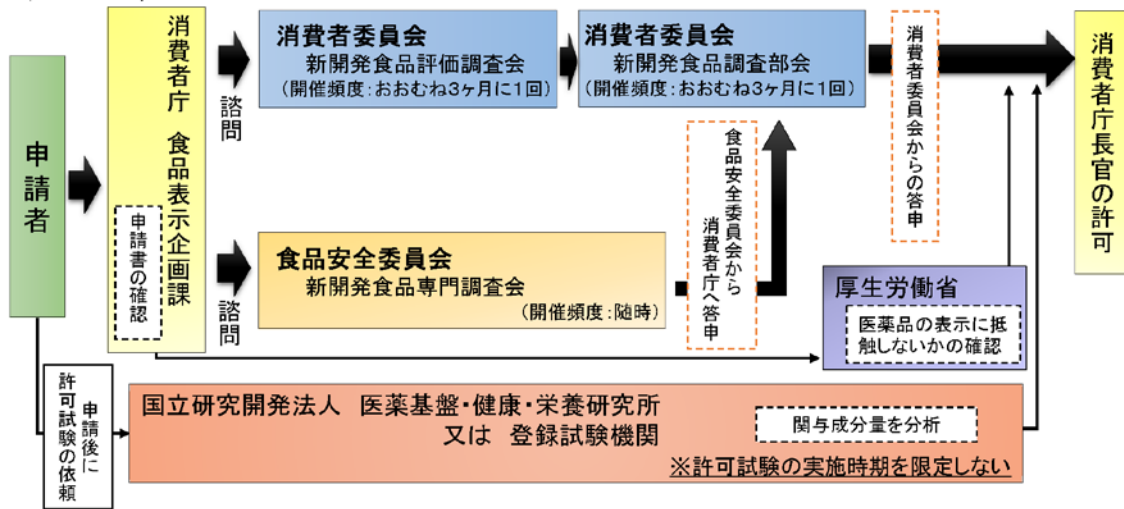 申請者
消費者庁　食品表示企画課
申請書の確認
諮問
消費者委員会
新開発食品評価調査会
(開催頻度:おおむね3ヶ月に1回)
消費者委員会
新開発食品調査部会
(開催頻度:おおむね3ヶ月に1回)
消費者委員会からの答申
消費者庁長官の許可
諮問
食品安全委員会
新開発食品専門調査会
(開催頻度:随時)
食品安全委員会から
消費者庁へ答申
厚生労働省
医薬品の表示に抵
触しないかの確認
申請後に
許可試験の依頼
国立研究開発法人　医薬基盤・健康・栄養研究所
又は　登録試験機関
関与成分量を分析
※許可試験の実施時期を限定しない